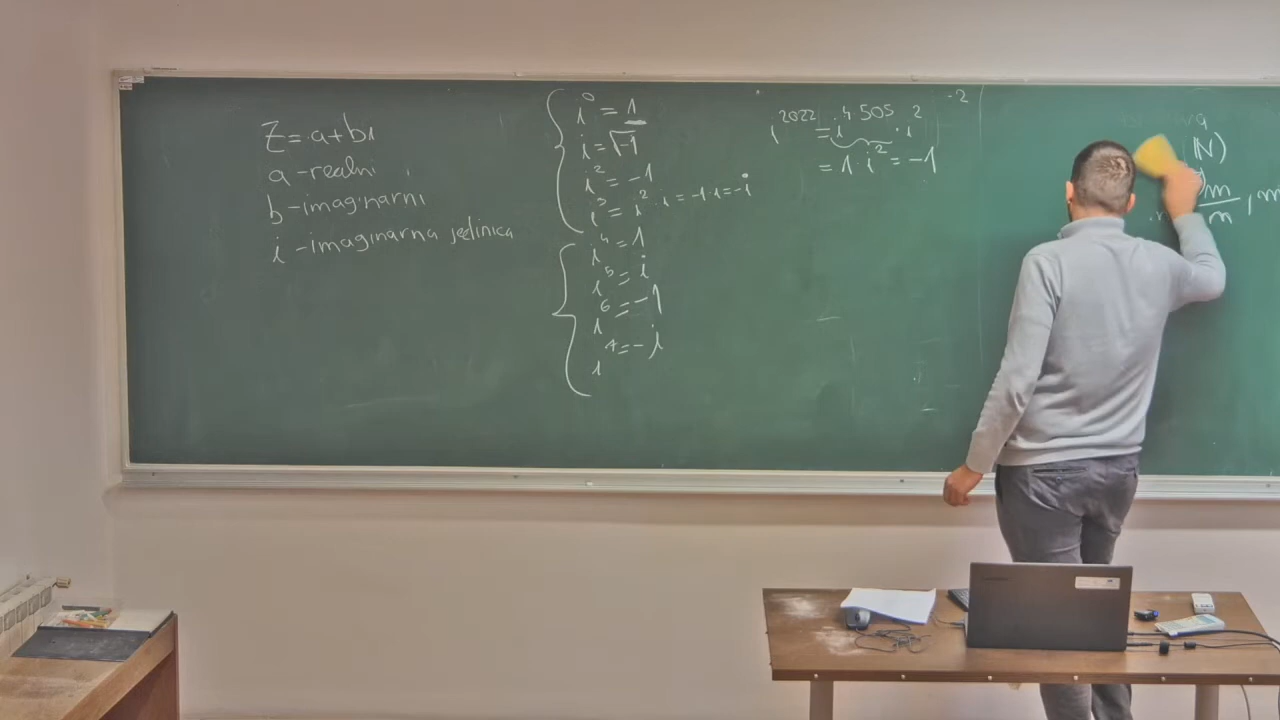 z=a+bi
a-realni
b-imaginarni
i-imaginarna jedinica
i⁰=1
i=√-1
i²=-1
i³=i²·i=-1·i=-i
i⁴=1
i⁵=i
i⁶=-1
i⁷=-i
i²⁰²²=i⁴ ⁵⁰⁵·i²
=1·i²=-1
-2
(N)
m/m, m